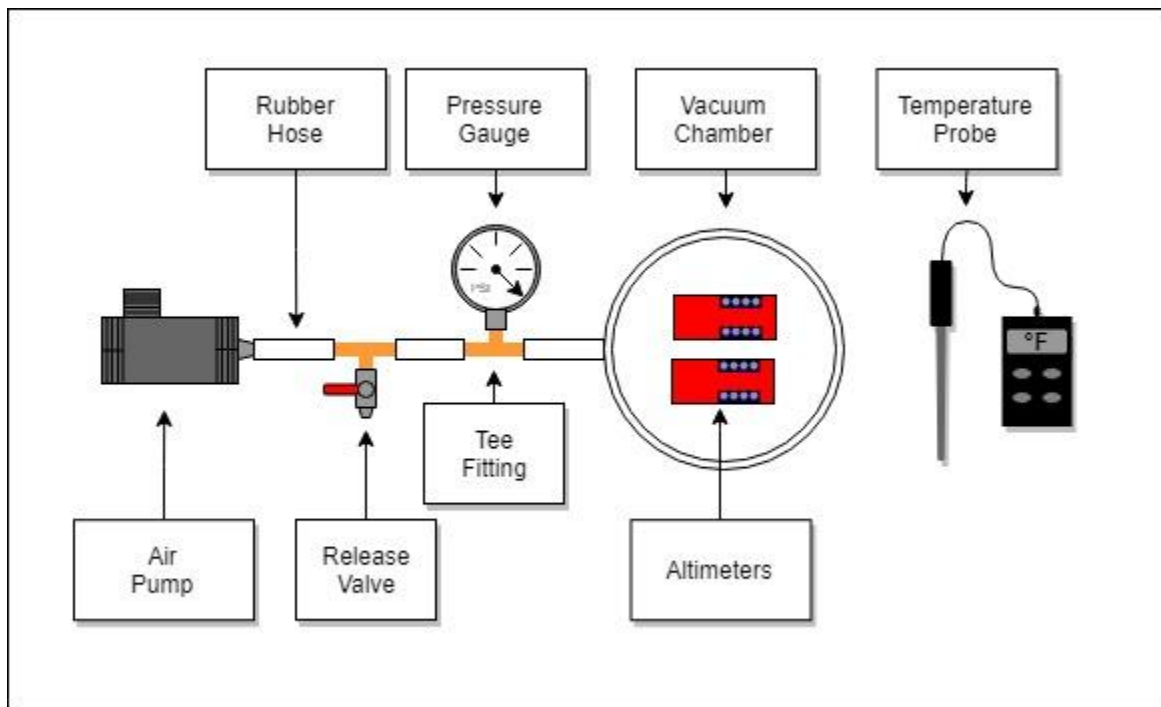 Rubber
Hose
Pressure
Gauge
Vacuum
Chamber
Temperature
Probe
PSI
°F
Tee
Fitting
Air
Pump
Release
Valve
Altimeters